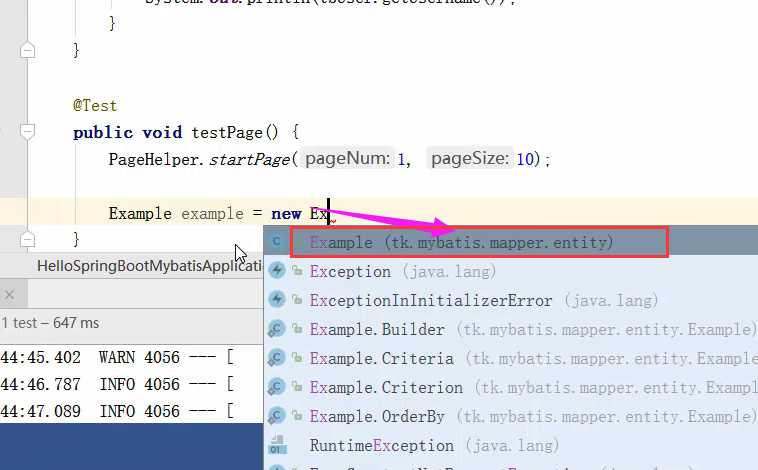 System.out.println(tbUser.getUsername());
}
}
@Test
public void testPage() {
PageHelper.startPage( pageNum: 1, pageSize: 10);
Example example = new Ex
}
Example (tk.mybatis.mapper.entity)
HelloSpringBootMybatisApplicati
Exception (java.lang)
ExceptionInInitializerError (java.lang)
1 test – 647 ms
Example.Builder (tk.mybatis.mapper.entity.Example)
44:45.402 WARN 4056 --- [
Example.Criteria (tk.mybatis.mapper.entity.Example
44:46.787 INFO 4056 --- [
Example.Criterion (tk.mybatis.mapper.entity.Exampl
44:47.089 INFO 4056 --- [
Example.OrderBy (tk.mybatis.mapper.entity.Example)
RuntimeException (java.lang)